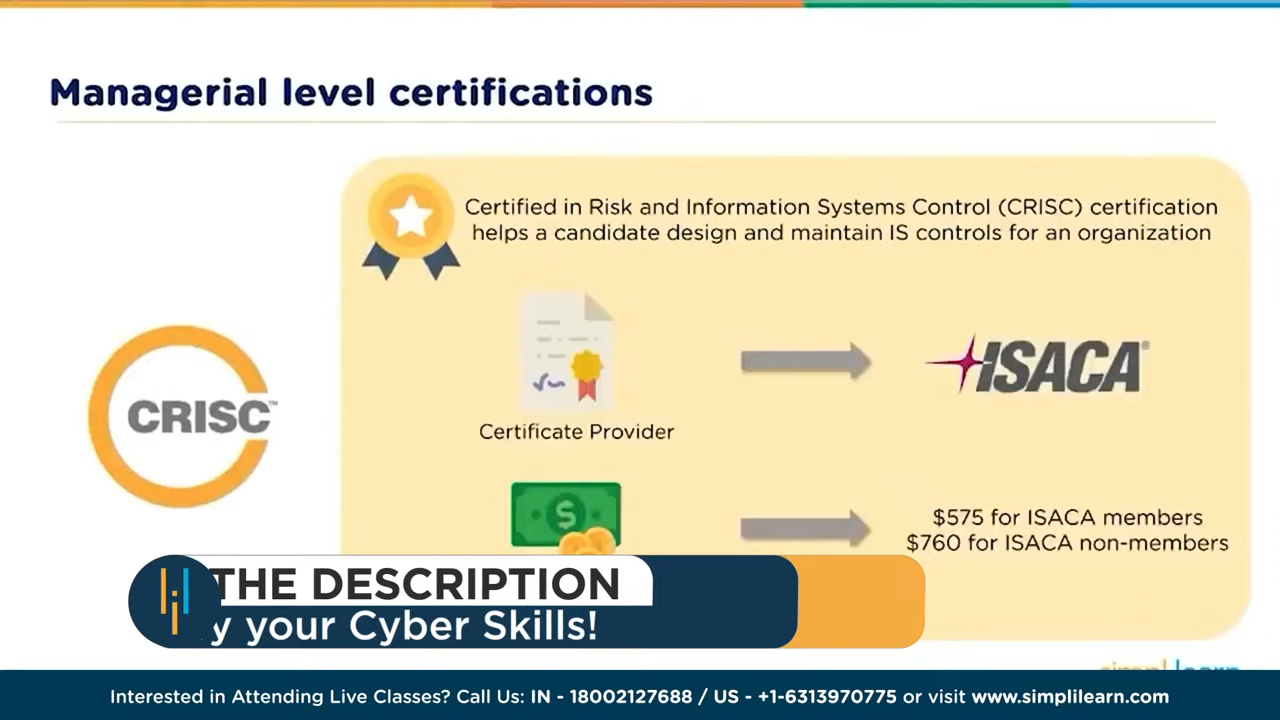 Managerial level certifications
Certified in Risk and Information Systems Control (CRISC) certification
helps a candidate design and maintain IS controls for an organization
CRISC™
ISACA®
Certificate Provider
$
$575 for ISACA members
$760 for ISACA non-members
THE DESCRIPTION
y your Cyber Skills!
Interested in Attending Live Classes? Call Us: IN - 18002127688 / US - +1-6313970775 or visit www.simplilearn.com